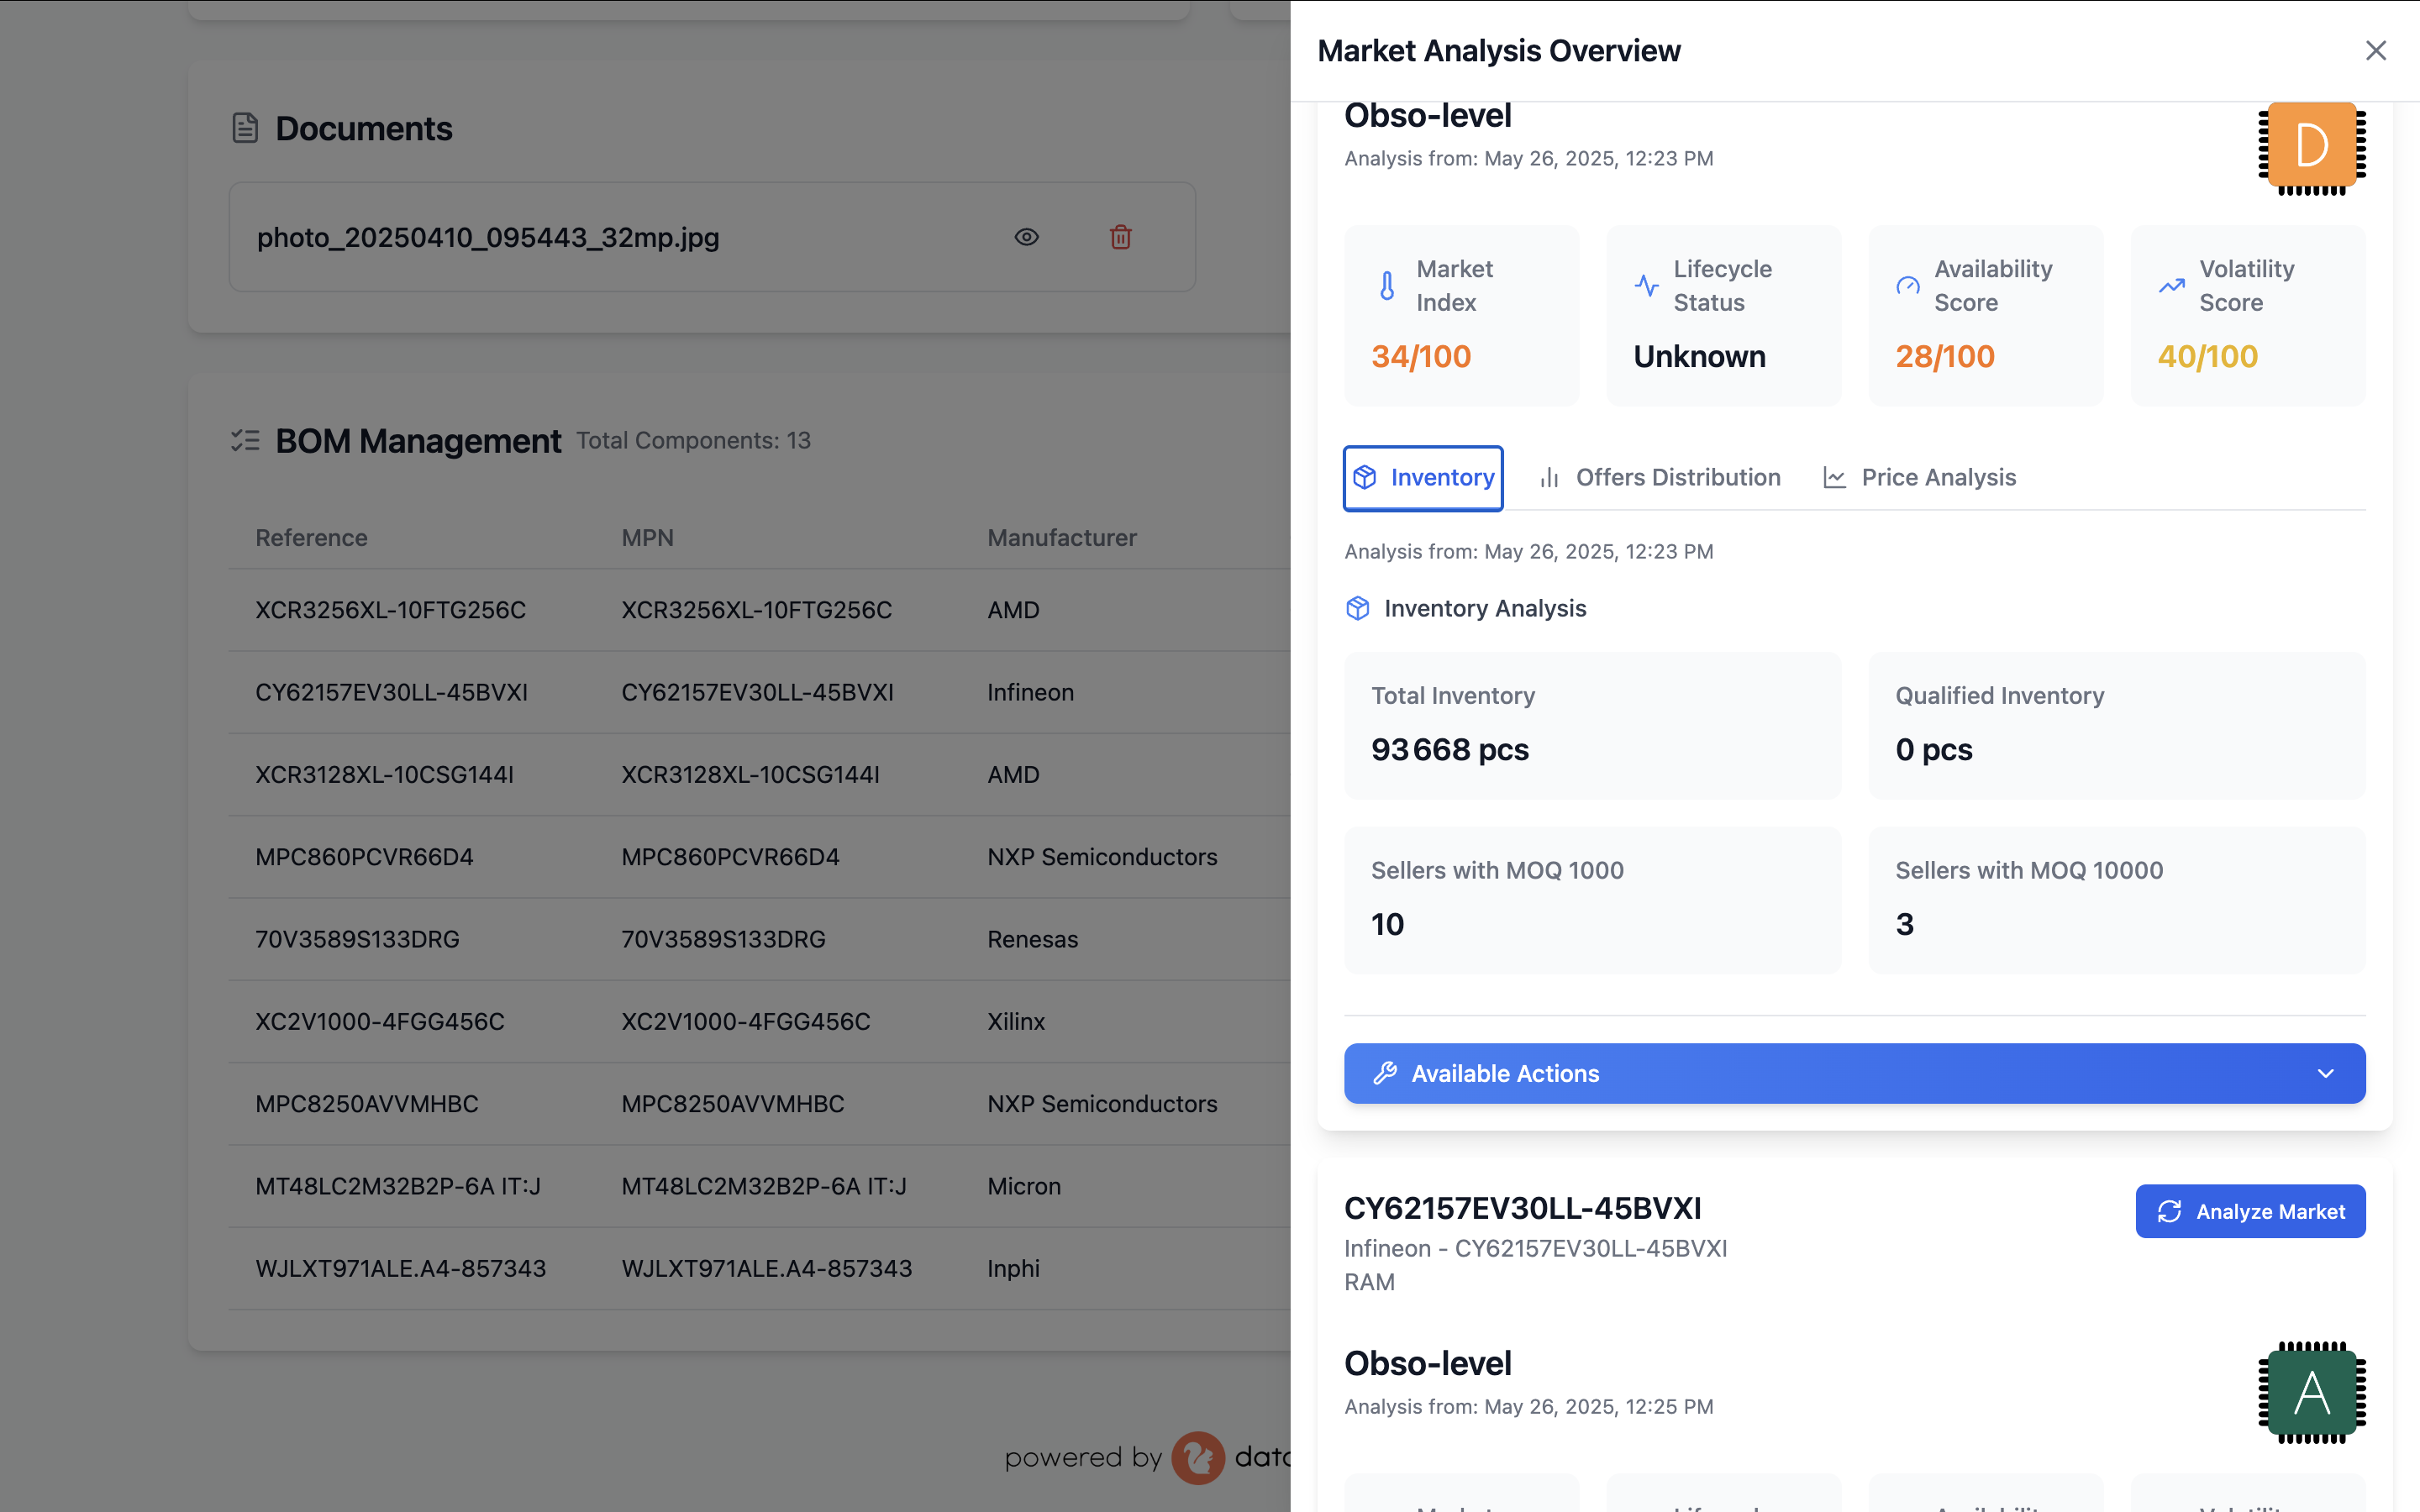 Documents
photo_20250410_095443_32mp.jpg
BOM Management Total Components: 13
Reference MPN Manufacturer
XCR3256XL-10FTG256C XCR3256XL-10FTG256C AMD
CY62157EV30LL-45BVXI CY62157EV30LL-45BVXI Infineon
XCR3128XL-10CSG144I XCR3128XL-10CSG144I AMD
MPC860PCVR66D4 MPC860PCVR66D4 NXP Semiconductors
70V3589S133DRG 70V3589S133DRG Renesas
XC2V1000-4FGG456C XC2V1000-4FGG456C Xilinx
MPC8250AVVMHBC MPC8250AVVMHBC NXP Semiconductors
MT48LC2M32B2P-6A IT:J MT48LC2M32B2P-6A IT:J Micron
WJLXT971ALE.A4-857343 WJLXT971ALE.A4-857343 Inphi
powered by
Market Analysis Overview
Obso-level
D
Analysis from: May 26, 2025, 12:23 PM
Market Index
34/100
Lifecycle Status
Unknown
Availability Score
28/100
Volatility Score
40/100
Inventory Offers Distribution Price Analysis
Analysis from: May 26, 2025, 12:23 PM
Inventory Analysis
Total Inventory
93 668 pcs
Qualified Inventory
0 pcs
Sellers with MOQ 1000
10
Sellers with MOQ 10000
3
Available Actions
CY62157EV30LL-45BVXI
Analyze Market
Infineon - CY62157EV30LL-45BVXI
RAM
Obso-level
A
Analysis from: May 26, 2025, 12:25 PM